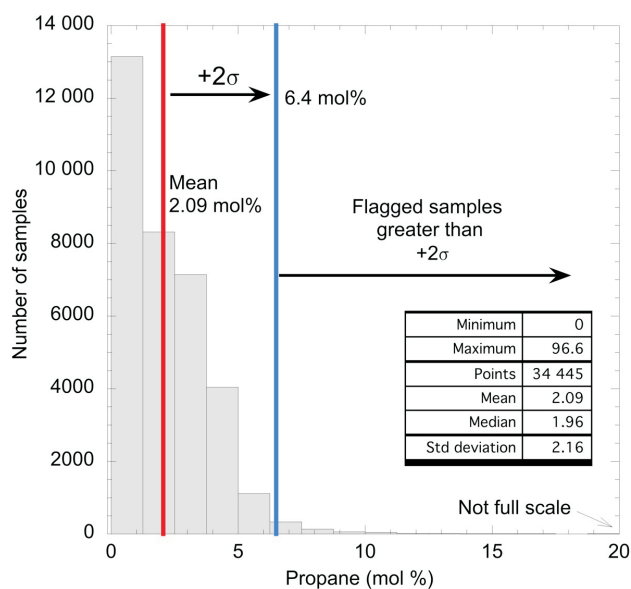 14 000
12 000
10 000
8000
6000
4000
2000
0
Number of samples
+2σ
6.4 mol%
Mean
2.09 mol%
Flagged samples
greater than
+2σ
Minimum 0
Maximum 96.6
Points 34 445
Mean 2.09
Median 1.96
Std deviation 2.16
Not full scale
0 5 10 15 20
Propane (mol %)